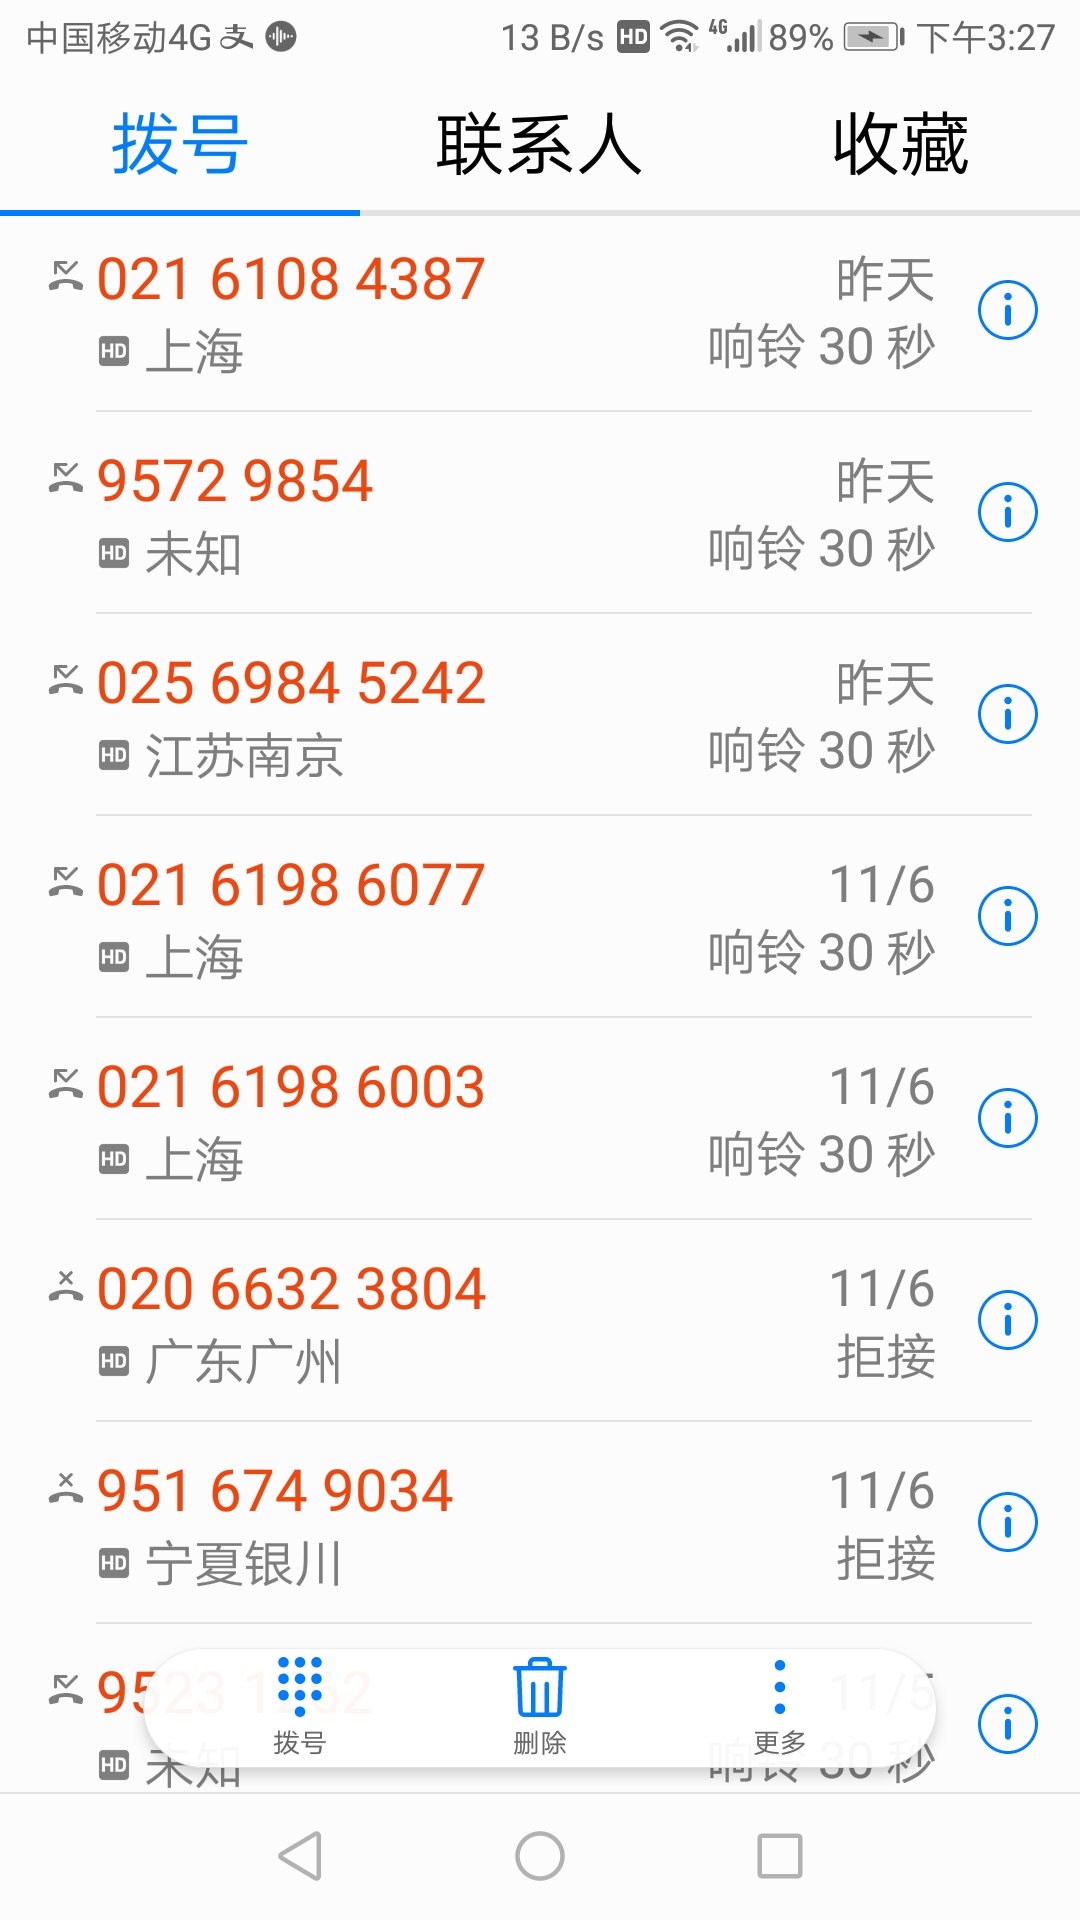 中国移动4G 13 B/s HD 4G 89% 下午3:27
拨号 联系人 收藏
021 6108 4387 昨天
HD 上海 响铃 30 秒
9572 9854 昨天
HD 未知 响铃 30 秒
025 6984 5242 昨天
HD 江苏南京 响铃 30 秒
021 6198 6077 11/6
HD 上海 响铃 30 秒
021 6198 6003 11/6
HD 上海 响铃 30 秒
020 6632 3804 11/6
HD 广东广州 拒接
951 674 9034 11/6
HD 宁夏银川 拒接
9523 1262 11/5
HD 未知 响铃 30 秒
拨号 删除 更多